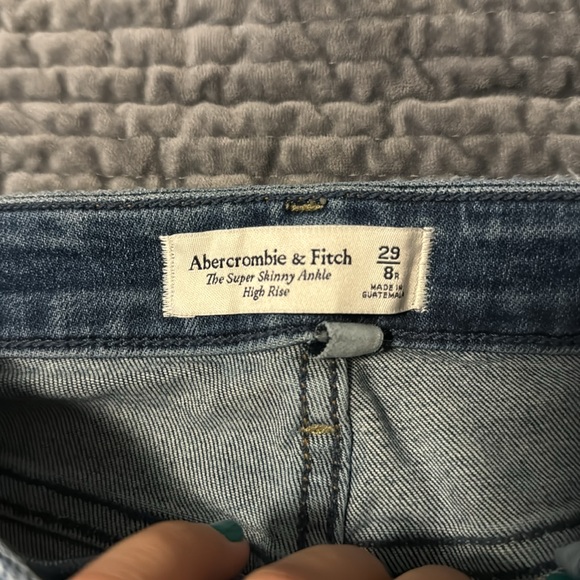 Abercrombie & Fitch
The Super Skinny Ankle
High Rise
29
8R
MADE IN
GUATEMALA